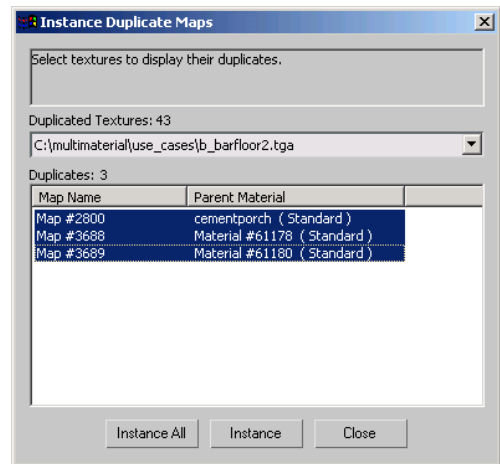 Instance Duplicate Maps
Select textures to display their duplicates.
Duplicated Textures: 43
C:\multimaterial\use_cases\b_barfloor2.tga
Duplicates: 3
Map Name Parent Material
Map #2800 cementporch ( Standard )
Map #3688 Material #61178 ( Standard )
Map #3689 Material #61180 ( Standard )
Instance All Instance Close